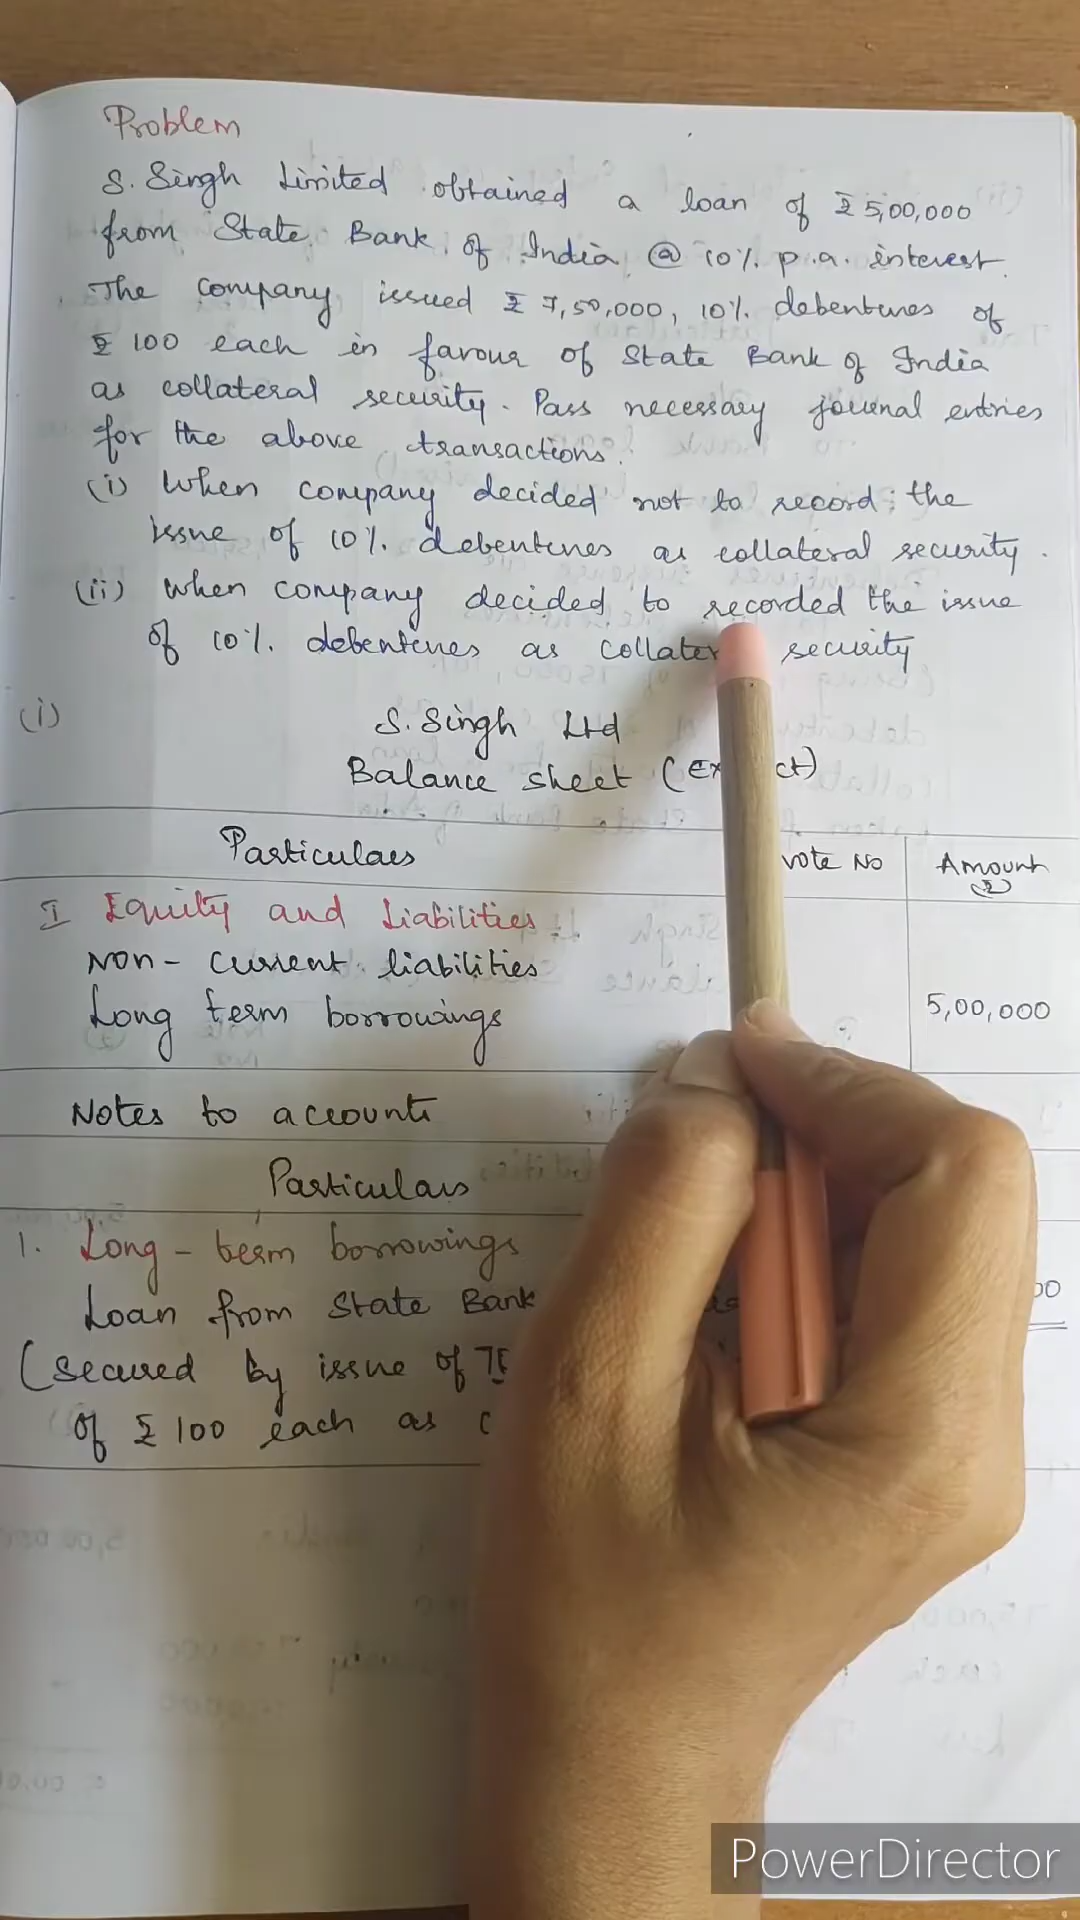 Problem
S. Singh Limited obtained a loan of ₹ 5,00,000
from State Bank of India @ 10% p.a. interest.
The company issued ₹ 7,50,000, 10% debentures of
₹ 100 each in favour of State Bank of India
as collateral security. Pass necessary journal entries
for the above transactions.
(i) When company decided not to record the
issue of 10% debentures as collateral security.
(ii) When company decided to recorded the issue
of 10% debentures as security
(i) S. Singh Ltd
Balance sheet
Particulars Note No Amount
(₹)
I Equity and Liabilities
Non-current liabilities
Long term borrowings 5,00,000
Notes to accounts
Particulars
1. Long-term borrowings
Loan from State Bank
(secured by issue of
of ₹ 100 each as
PowerDirector